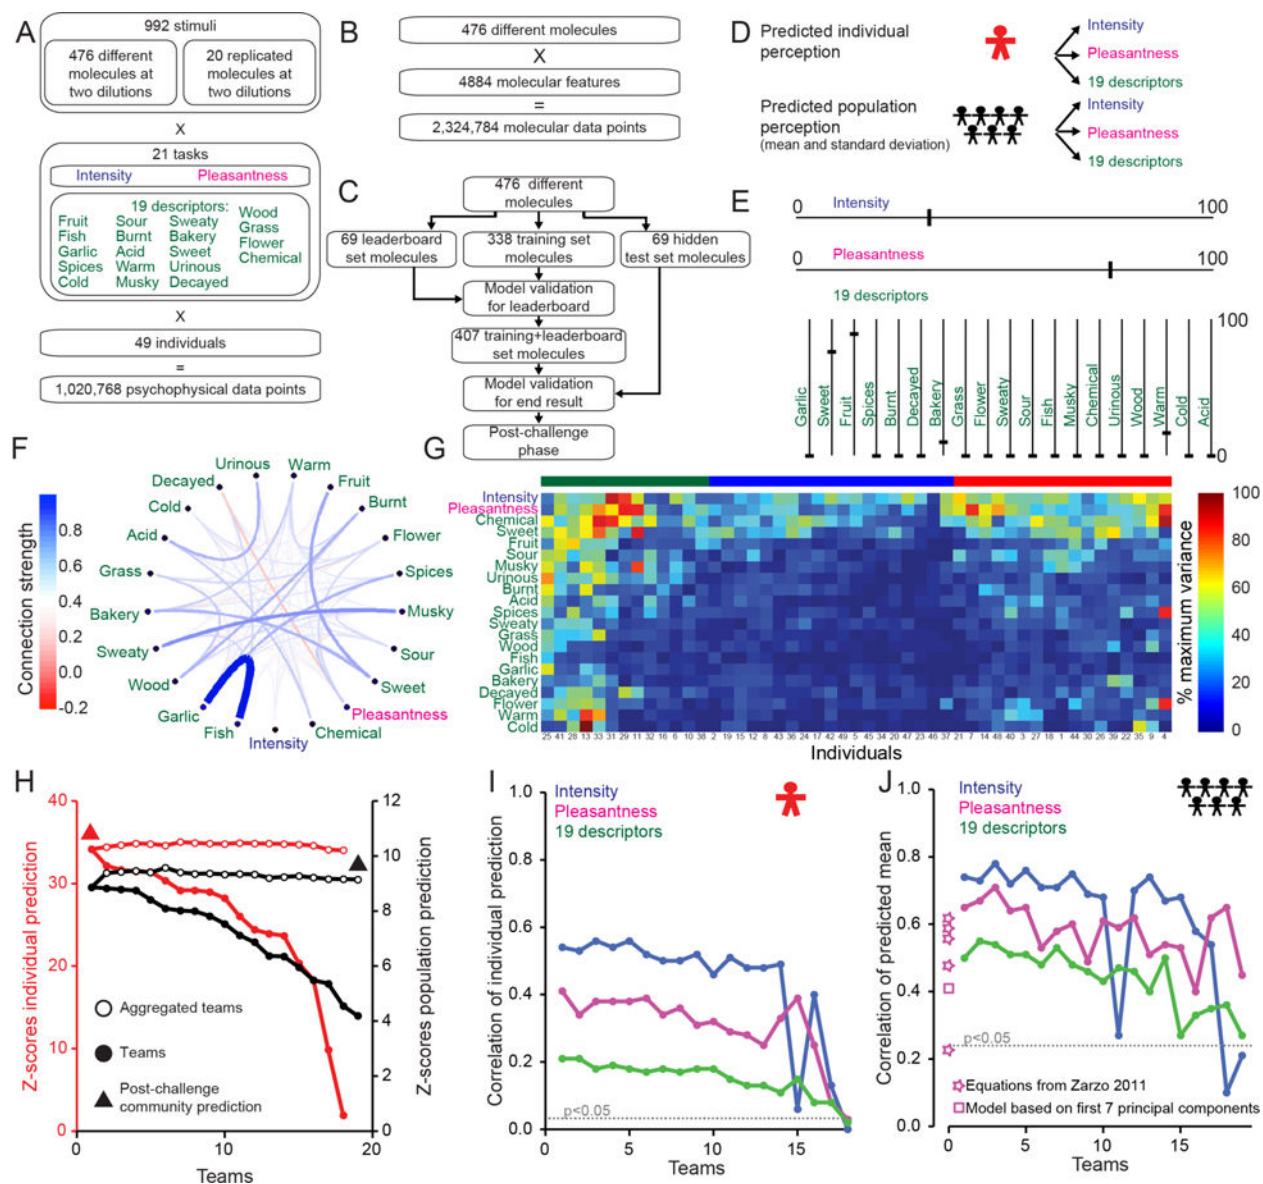 A
992 stimuli
476 different
molecules at
two dilutions
20 replicated
molecules at
two dilutions
X
21 tasks
Intensity
Pleasantness
19 descriptors:
Fruit
Fish
Garlic
Spices
Cold
Sour
Burnt
Acid
Warm
Musky
Sweaty
Bakery
Sweet
Urinous
Decayed
Wood
Grass
Flower
Chemical
X
49 individuals
=
1,020,768 psychophysical data points
B
476 different molecules
X
4884 molecular features
=
2,324,784 molecular data points
C
476 different
molecules
69 leaderboard
set molecules
338 training set
molecules
69 hidden
test set molecules
Model validation
for leaderboard
407 training+leaderboard
set molecules
Model validation
for end result
Post-challenge
phase
D
Predicted individual
perception
Intensity
Pleasantness
19 descriptors
Predicted population
perception
(mean and standard deviation)
Intensity
Pleasantness
19 descriptors
E
0 Intensity 100
0 Pleasantness 100
19 descriptors
100
0
Garlic
Sweet
Fruit
Spices
Burnt
Decayed
Bakery
Grass
Flower
Sweaty
Sour
Fish
Musky
Chemical
Urinous
Wood
Warm
Cold
Acid
F
Connection strength
0.8
0.6
0.4
0.2
0.0
-0.2
Urinous
Warm
Fruit
Burnt
Flower
Spices
Musky
Sour
Sweet
Pleasantness
Chemical
Intensity
Fish
Garlic
Wood
Sweaty
Bakery
Grass
Acid
Cold
Decayed
G
Intensity
Pleasantness
Chemical
Sweet
Fruit
Sour
Musky
Urinous
Burnt
Acid
Spices
Sweaty
Grass
Wood
Fish
Garlic
Bakery
Decayed
Flower
Warm
Cold
25 41 28 13 33 31 29 11 32 16 6 10 38 2 19 15 12 8 43 36 24 17 42 49 5 45 34 20 47 23 46 37 21 7 14 48 40 3 27 18 1 44 30 26 39 22 35 9 4
Individuals
100
80
60
40
20
0
% maximum variance
H
Z-scores individual prediction
40
30
20
10
0
Z-scores population prediction
12
10
8
6
4
2
0
Aggregated teams
Teams
Post-challenge
community prediction
0 10 20
Teams
I
Intensity
Pleasantness
19 descriptors
Correlation of individual prediction
1.0
0.8
0.6
0.4
0.2
0.0
p<0.05
0 5 10 15
Teams
J
Intensity
Pleasantness
19 descriptors
Correlation of predicted mean
1.0
0.8
0.6
0.4
0.2
0.0
p<0.05
Equations from Zarzo 2011
Model based on first 7 principal components
0 5 10 15
Teams